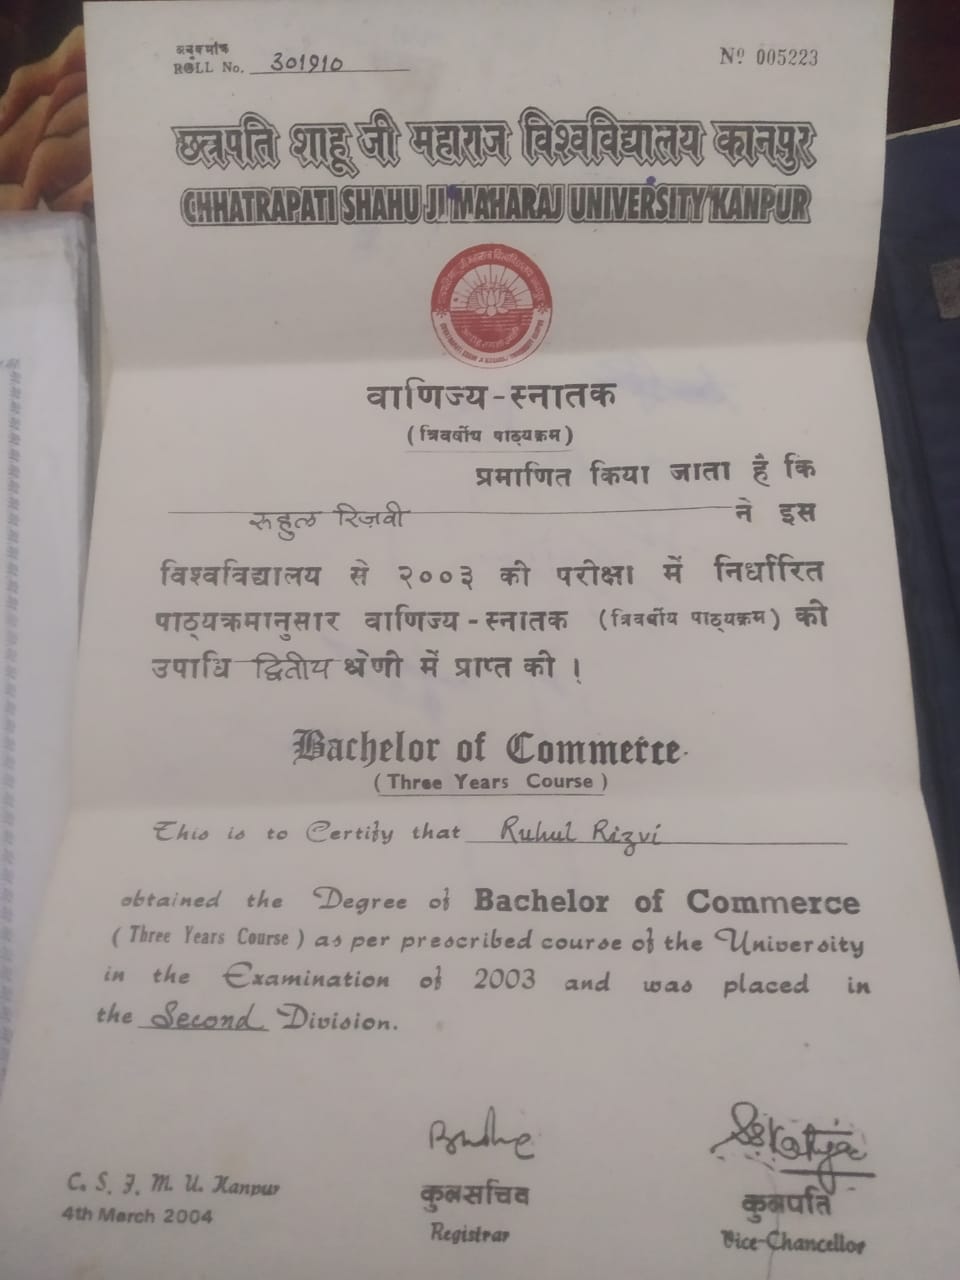 अनुक्रमांक
ROLL No. 301910
Nº 005223
छत्रपति शाहू जी महाराज विश्वविद्यालय कानपुर
CHHATRAPATI SHAHU JI MAHARAJ UNIVERSITY KANPUR
वाणिज्य-स्नातक
(त्रिवर्षीय पाठ्यक्रम)
प्रमाणित किया जाता है कि
रुहुल रिज़वी ने इस
विश्वविद्यालय से २००३ की परीक्षा में निर्धारित
पाठ्यक्रमानुसार वाणिज्य-स्नातक (त्रिवर्षीय पाठ्यक्रम) को
उपाधि द्वितीय श्रेणी में प्राप्त की !
Bachelor of Commerce
(Three Years Course)
This is to Certify that Ruhul Rizvi
obtained the Degree of Bachelor of Commerce
(Three Years Course) as per prescribed course of the University
in the Examination of 2003 and was placed in
the Second Division.
C. S. J. M. U. Kanpur
4th March 2004
कुलसचिव
Registrar
कुलपति
Vice-Chancellor